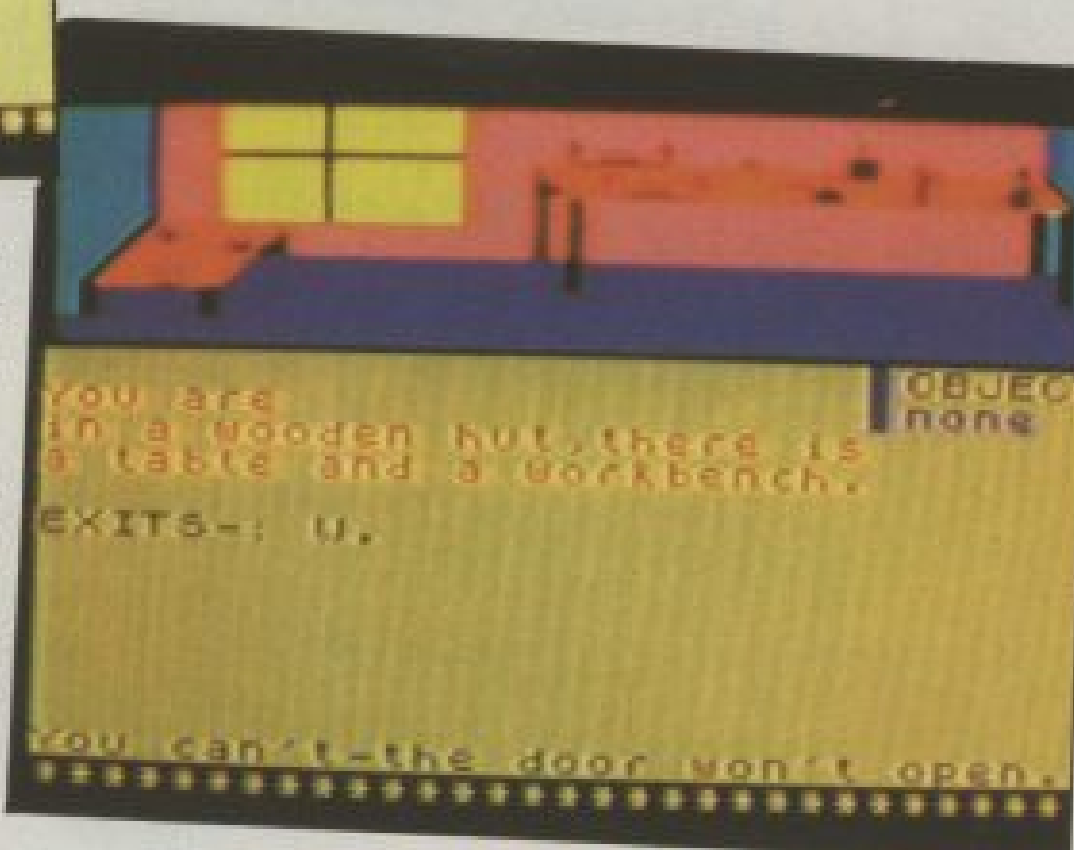 You are
in a wooden hut,there is
a table and a workbench.
OBJEC
none
EXITS-: W.
You can't-the door won't open.